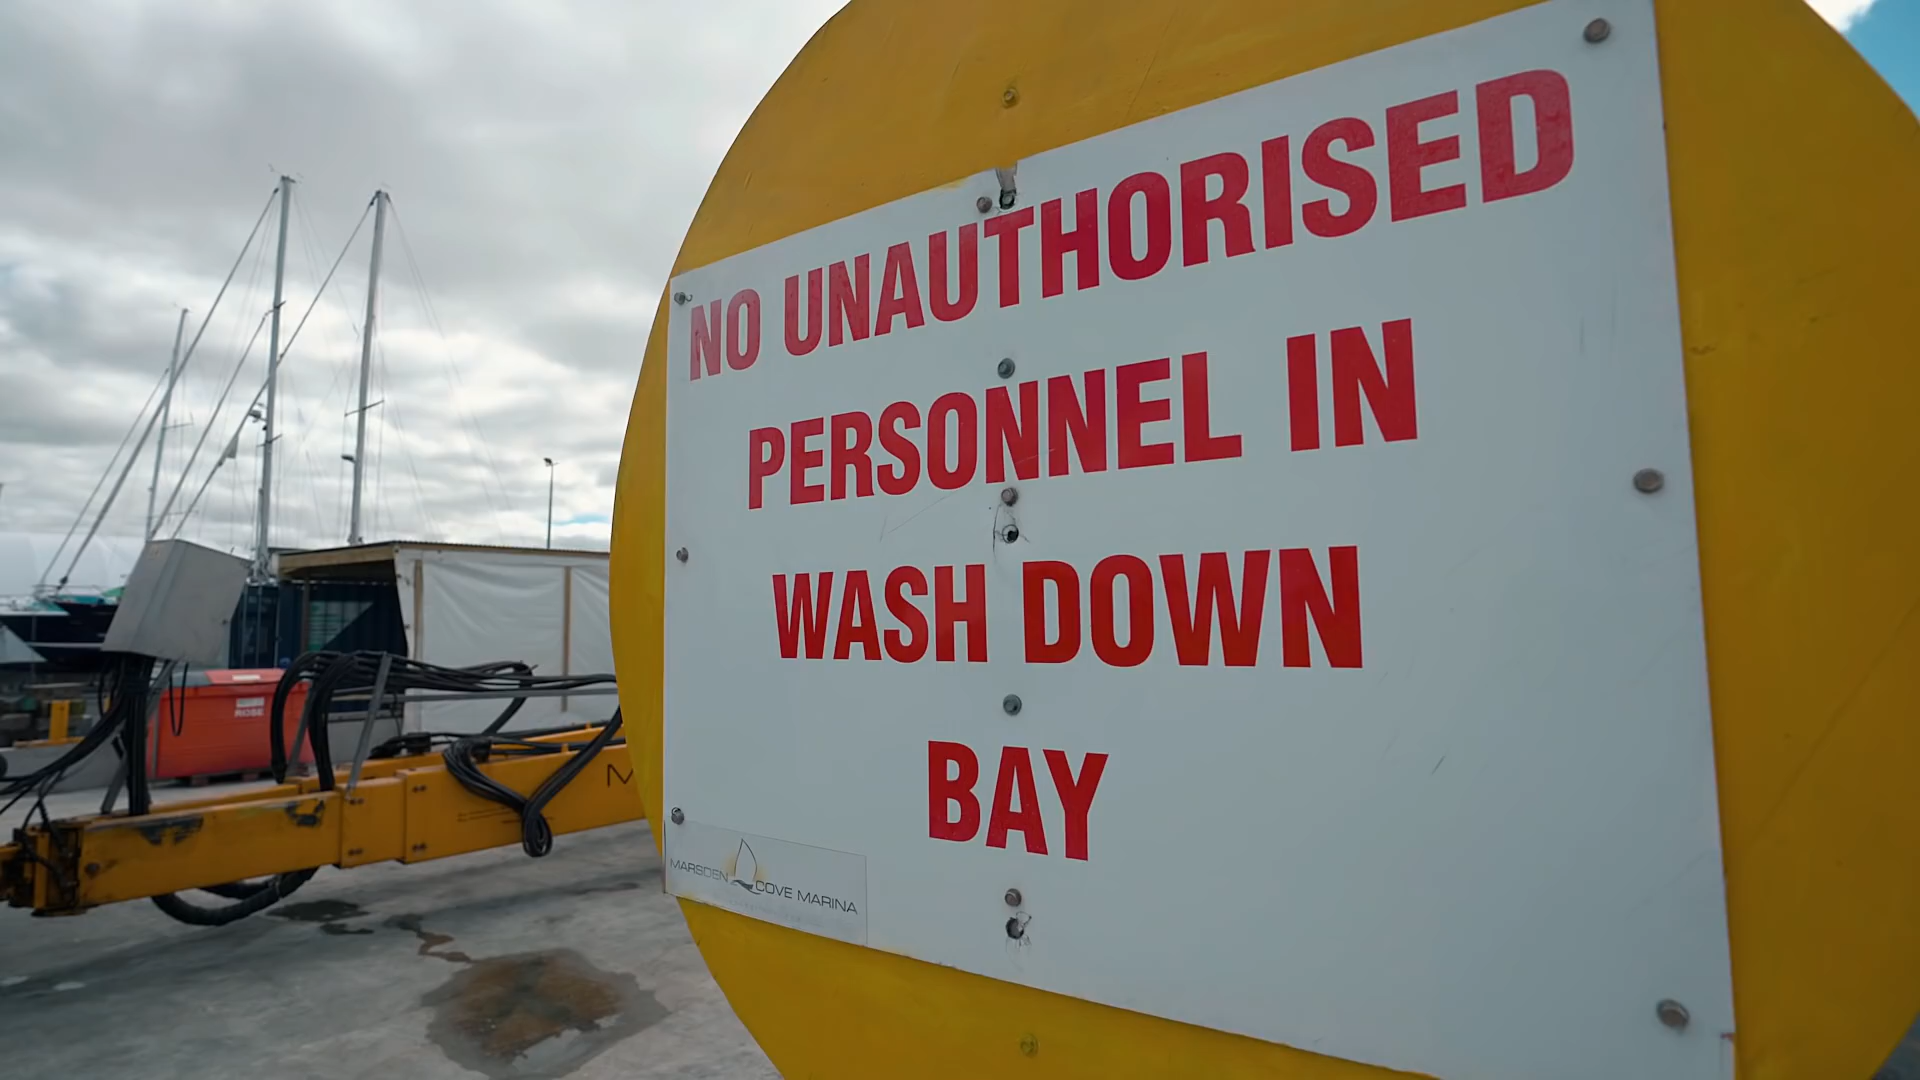 NO UNAUTHORISED
PERSONNEL IN
WASH DOWN
BAY
MARSDEN COVE MARINA